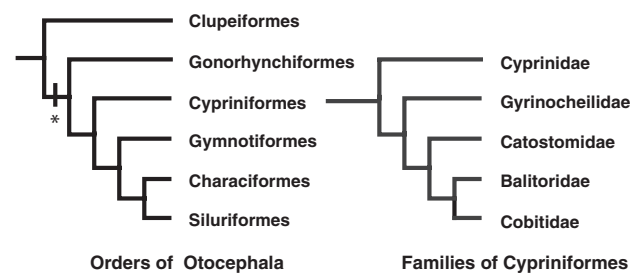 Clupeiformes
Gonorhynchiformes
Cypriniformes
Gymnotiformes
Characiformes
Siluriformes
*
Orders of Otocephala
Cyprinidae
Gyrinocheilidae
Catostomidae
Balitoridae
Cobitidae
Families of Cypriniformes